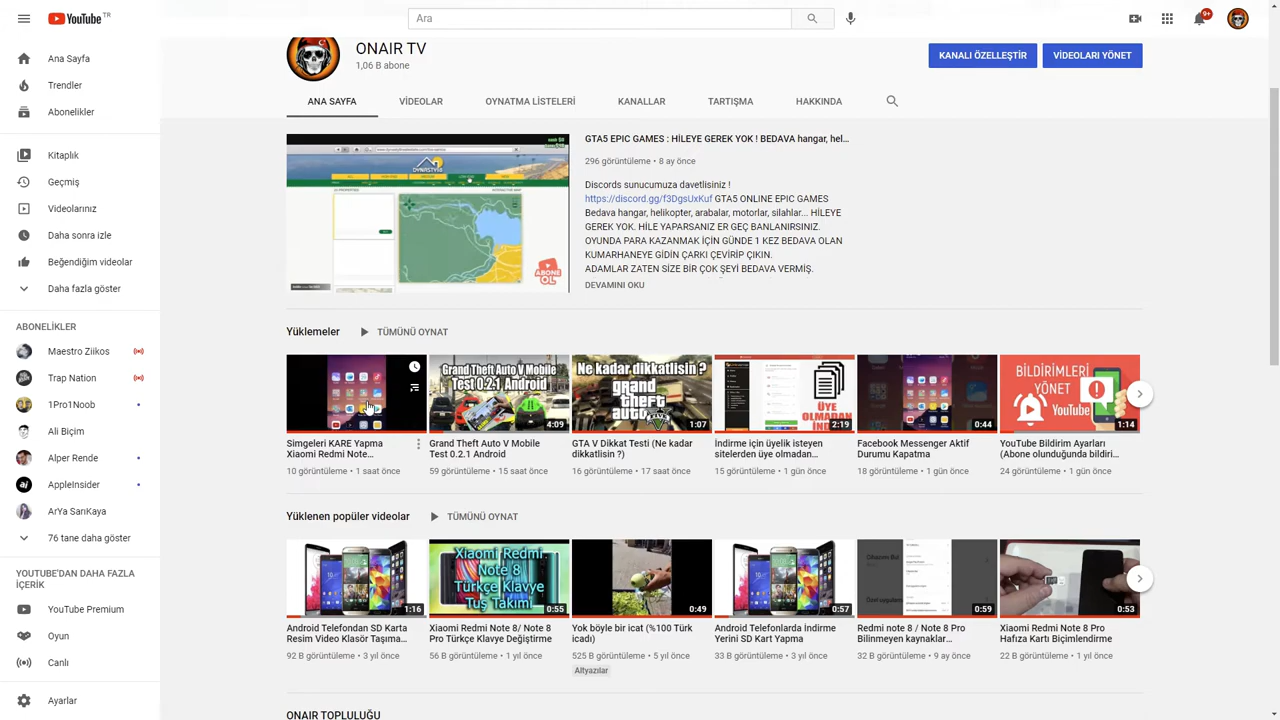 YouTube TR
Ara
9+
Ana Sayfa
Trendler
Abonelikler
Kitaplık
Geçmiş
Videolarınız
Daha sonra izle
Beğendiğim videolar
Daha fazla göster
ABONELİKLER
Maestro Ziikos
Trap Nation
1Pro1Noob
Ali Biçim
Alper Rende
AppleInsider
ArYa SarıKaya
76 tane daha göster
YOUTUBE'DAN DAHA FAZLA
İÇERİK
YouTube Premium
Oyun
Canlı
Ayarlar
ONAIR TV
1,06 B abone
KANALI ÖZELLEŞTİR
VİDEOLARI YÖNET
ANA SAYFA
VİDEOLAR
OYNATMA LİSTELERİ
KANALLAR
TARTIŞMA
HAKKINDA
DYNASTY8
ABONE
OL
GTA5 EPIC GAMES : HİLEYE GEREK YOK ! BEDAVA hangar, hel...
296 görüntüleme • 8 ay önce
Discords sunucumuza davetlisiniz !
https://discord.gg/f3DgsUxKuf GTA5 ONLINE EPIC GAMES
Bedava hangar, helikopter, arabalar, motorlar, silahlar... HİLEYE
GEREK YOK. HİLE YAPARSANIZ ER GEÇ BANLANIRSINIZ.
OYUNDA PARA KAZANMAK İÇİN GÜNDE 1 KEZ BEDAVA OLAN
KUMARHANEYE GİDİN ÇARKI ÇEVİRİP ÇIKIN.
ADAMLAR ZATEN SİZE BİR ÇOK ŞEYİ BEDAVA VERMİŞ.
DEVAMINI OKU
Yüklemeler
TÜMÜNÜ OYNAT
Simgeleri KARE Yapma
Xiaomi Redmi Note...
10 görüntüleme • 1 saat önce
Grand Theft Auto V Mobile
Test 0.2.1 Android
4:09
Grand Theft Auto V Mobile
Test 0.2.1 Android
59 görüntüleme • 15 saat önce
Ne kadar dikkatlisin ?
grand
theft
auto
1:07
GTA V Dikkat Testi (Ne kadar
dikkatlisin ?)
16 görüntüleme • 17 saat önce
ÜYE
OLMADAN
2:19
İndirme için üyelik isteyen
sitelerden üye olmadan...
15 görüntüleme • 1 gün önce
0:44
Facebook Messenger Aktif
Durumu Kapatma
18 görüntüleme • 1 gün önce
BİLDİRİMLERİ
YÖNET
YouTube
1:14
YouTube Bildirim Ayarları
(Abone olunduğunda bildiri...
24 görüntüleme • 1 gün önce
Yüklenen popüler videolar
TÜMÜNÜ OYNAT
1:16
Android Telefondan SD Karta
Resim Video Klasör Taşıma...
92 B görüntüleme • 3 yıl önce
Xiaomi Redmi
Note 8
Türkçe Klavye
Tuş Takım
0:55
Xiaomi Redmi Note 8/ Note 8
Pro Türkçe Klavye Değiştirme
56 B görüntüleme • 1 yıl önce
0:49
Yok böyle bir icat (%100 Türk
icadı)
525 B görüntüleme • 5 yıl önce
Altyazılar
0:57
Android Telefonlarda İndirme
Yerini SD Kart Yapma
33 B görüntüleme • 3 yıl önce
0:59
Redmi note 8 / Note 8 Pro
Bilinmeyen kaynaklar...
32 B görüntüleme • 9 ay önce
0:53
Xiaomi Redmi Note 8 Pro
Hafıza Kartı Biçimlendirme
22 B görüntüleme • 1 yıl önce
ONAIR TOPLULUĞU